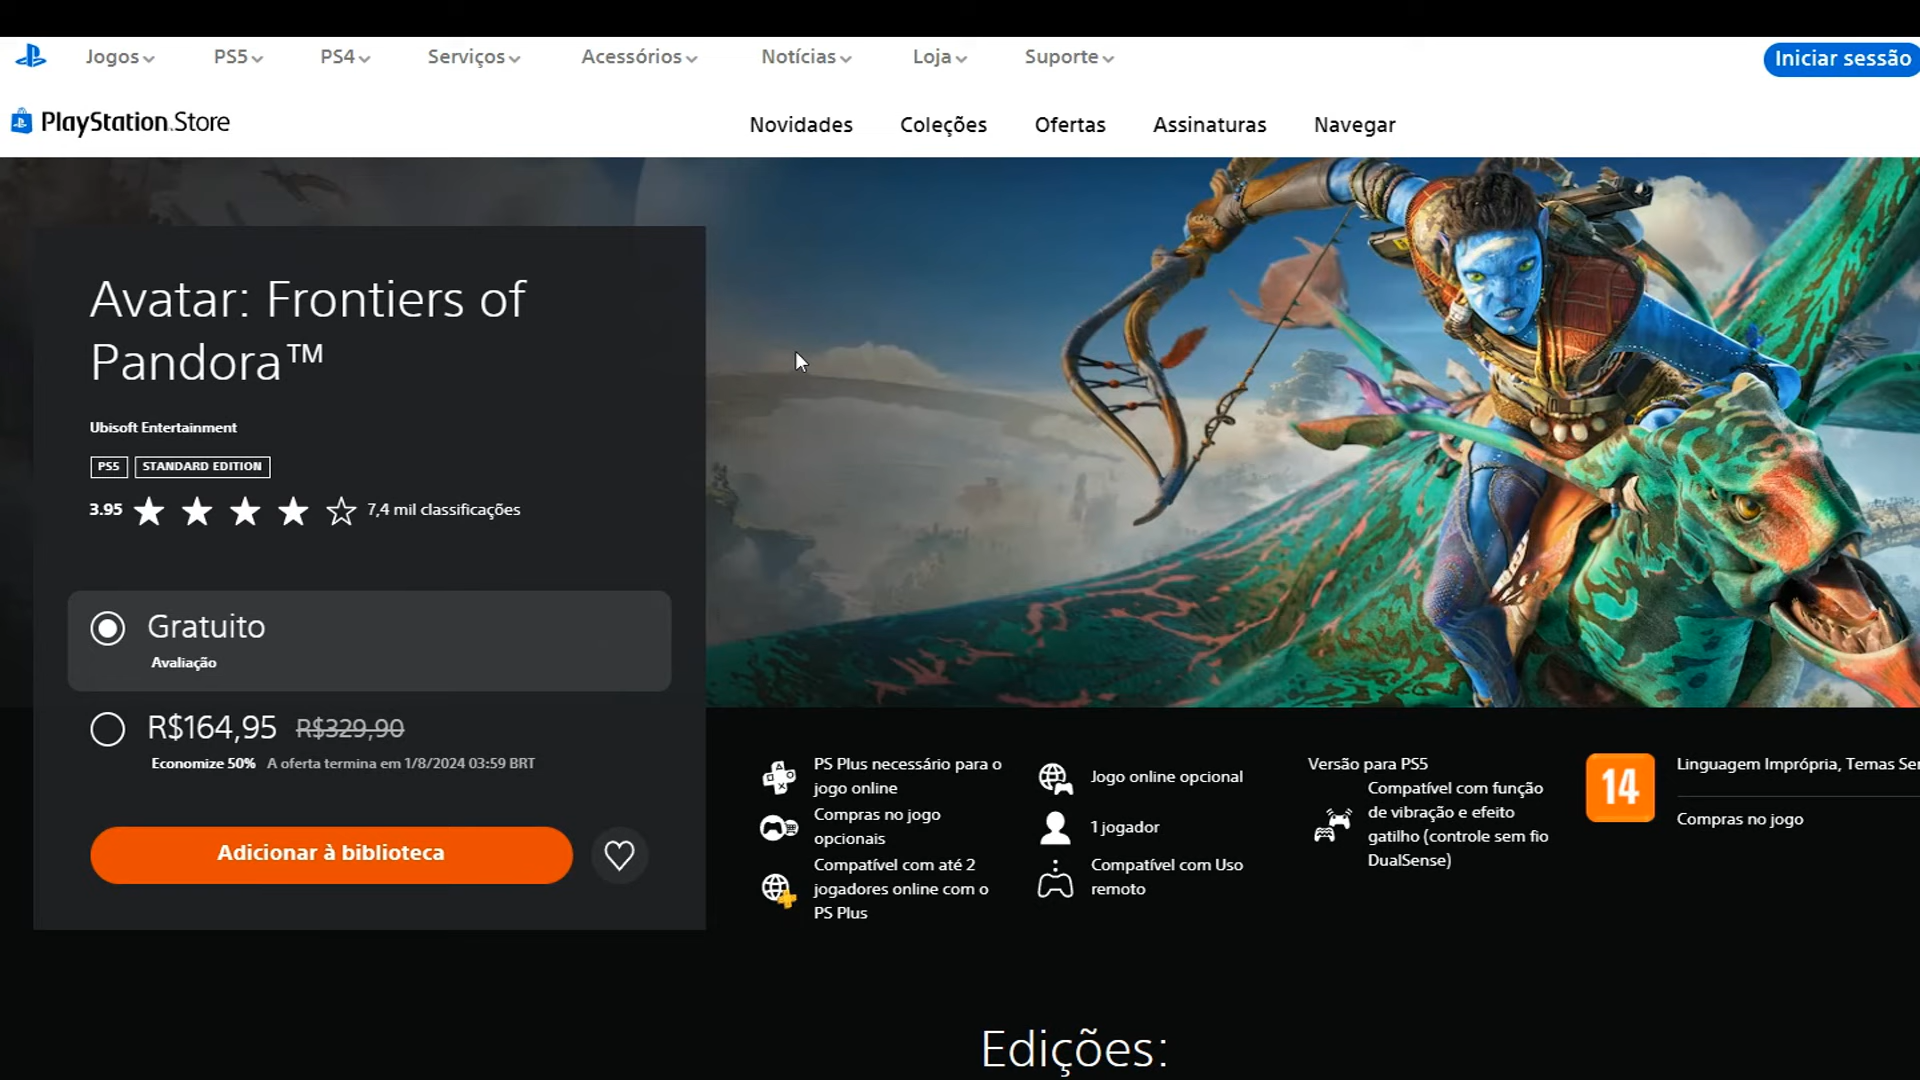 Jogos
PS5
PS4
Serviços
Acessórios
Notícias
Loja
Suporte
Iniciar sessão
PlayStation.Store
Novidades
Coleções
Ofertas
Assinaturas
Navegar
Avatar: Frontiers of
Pandora™
Ubisoft Entertainment
PS5
STANDARD EDITION
3.95
7,4 mil classificações
Gratuito
Avaliação
R$164,95 R$329,90
Economize 50% A oferta termina em 1/8/2024 03:59 BRT
Adicionar à biblioteca
PS Plus necessário para o
jogo online
Compras no jogo
opcionais
Compatível com até 2
jogadores online com o
PS Plus
Jogo online opcional
1 jogador
Compatível com Uso
remoto
Versão para PS5
Compatível com função
de vibração e efeito
gatilho (controle sem fio
DualSense)
14
Linguagem Imprópria, Temas Se
Compras no jogo
Edições: